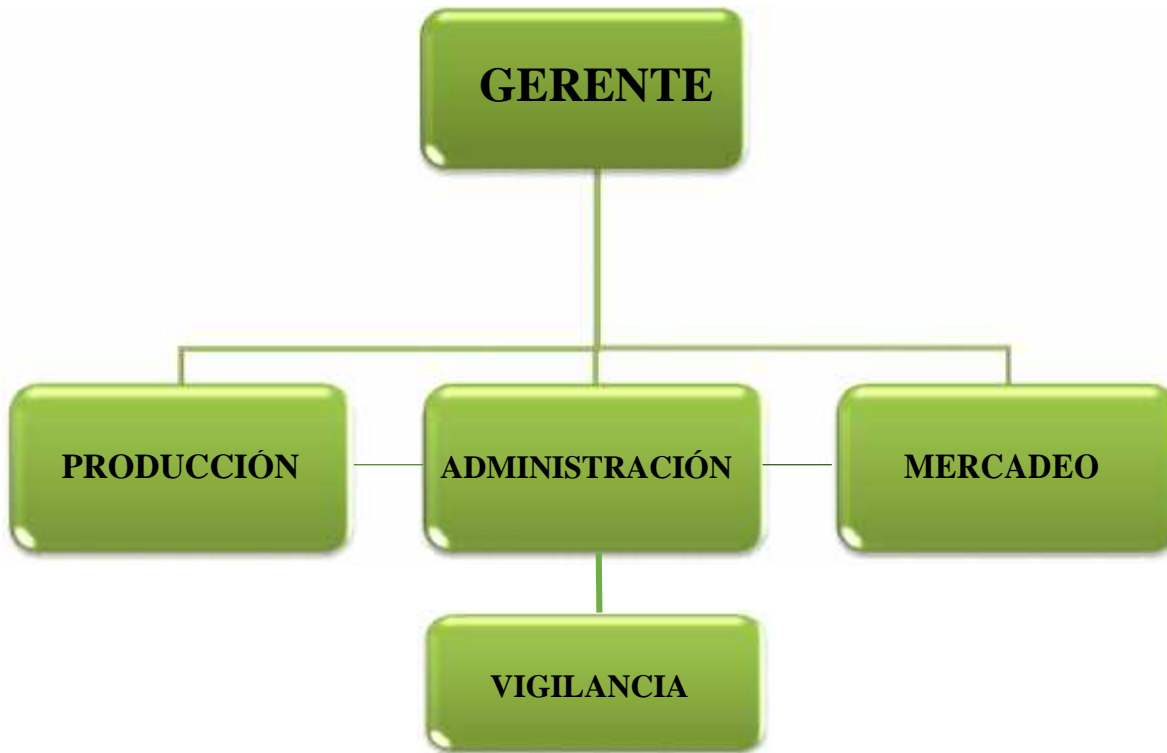 GERENTE
PRODUCCIÓN
ADMINISTRACIÓN
MERCADEO
VIGILANCIA